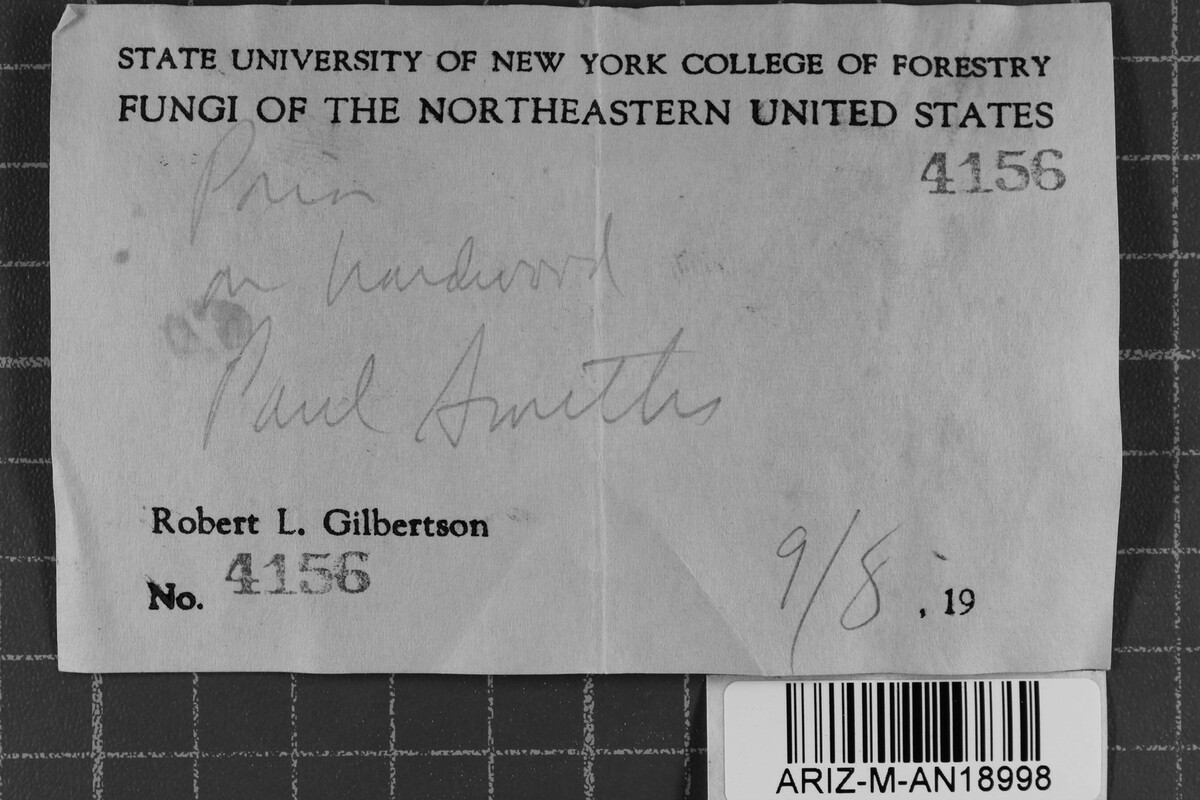 STATE UNIVERSITY OF NEW YORK COLLEGE OF FORESTRY
FUNGI OF THE NORTHEASTERN UNITED STATES
4156
Poria
on hardwood
Paul Smiths
Robert L. Gilbertson
No. 4156
9/8, 19
ARIZ-M-AN18998